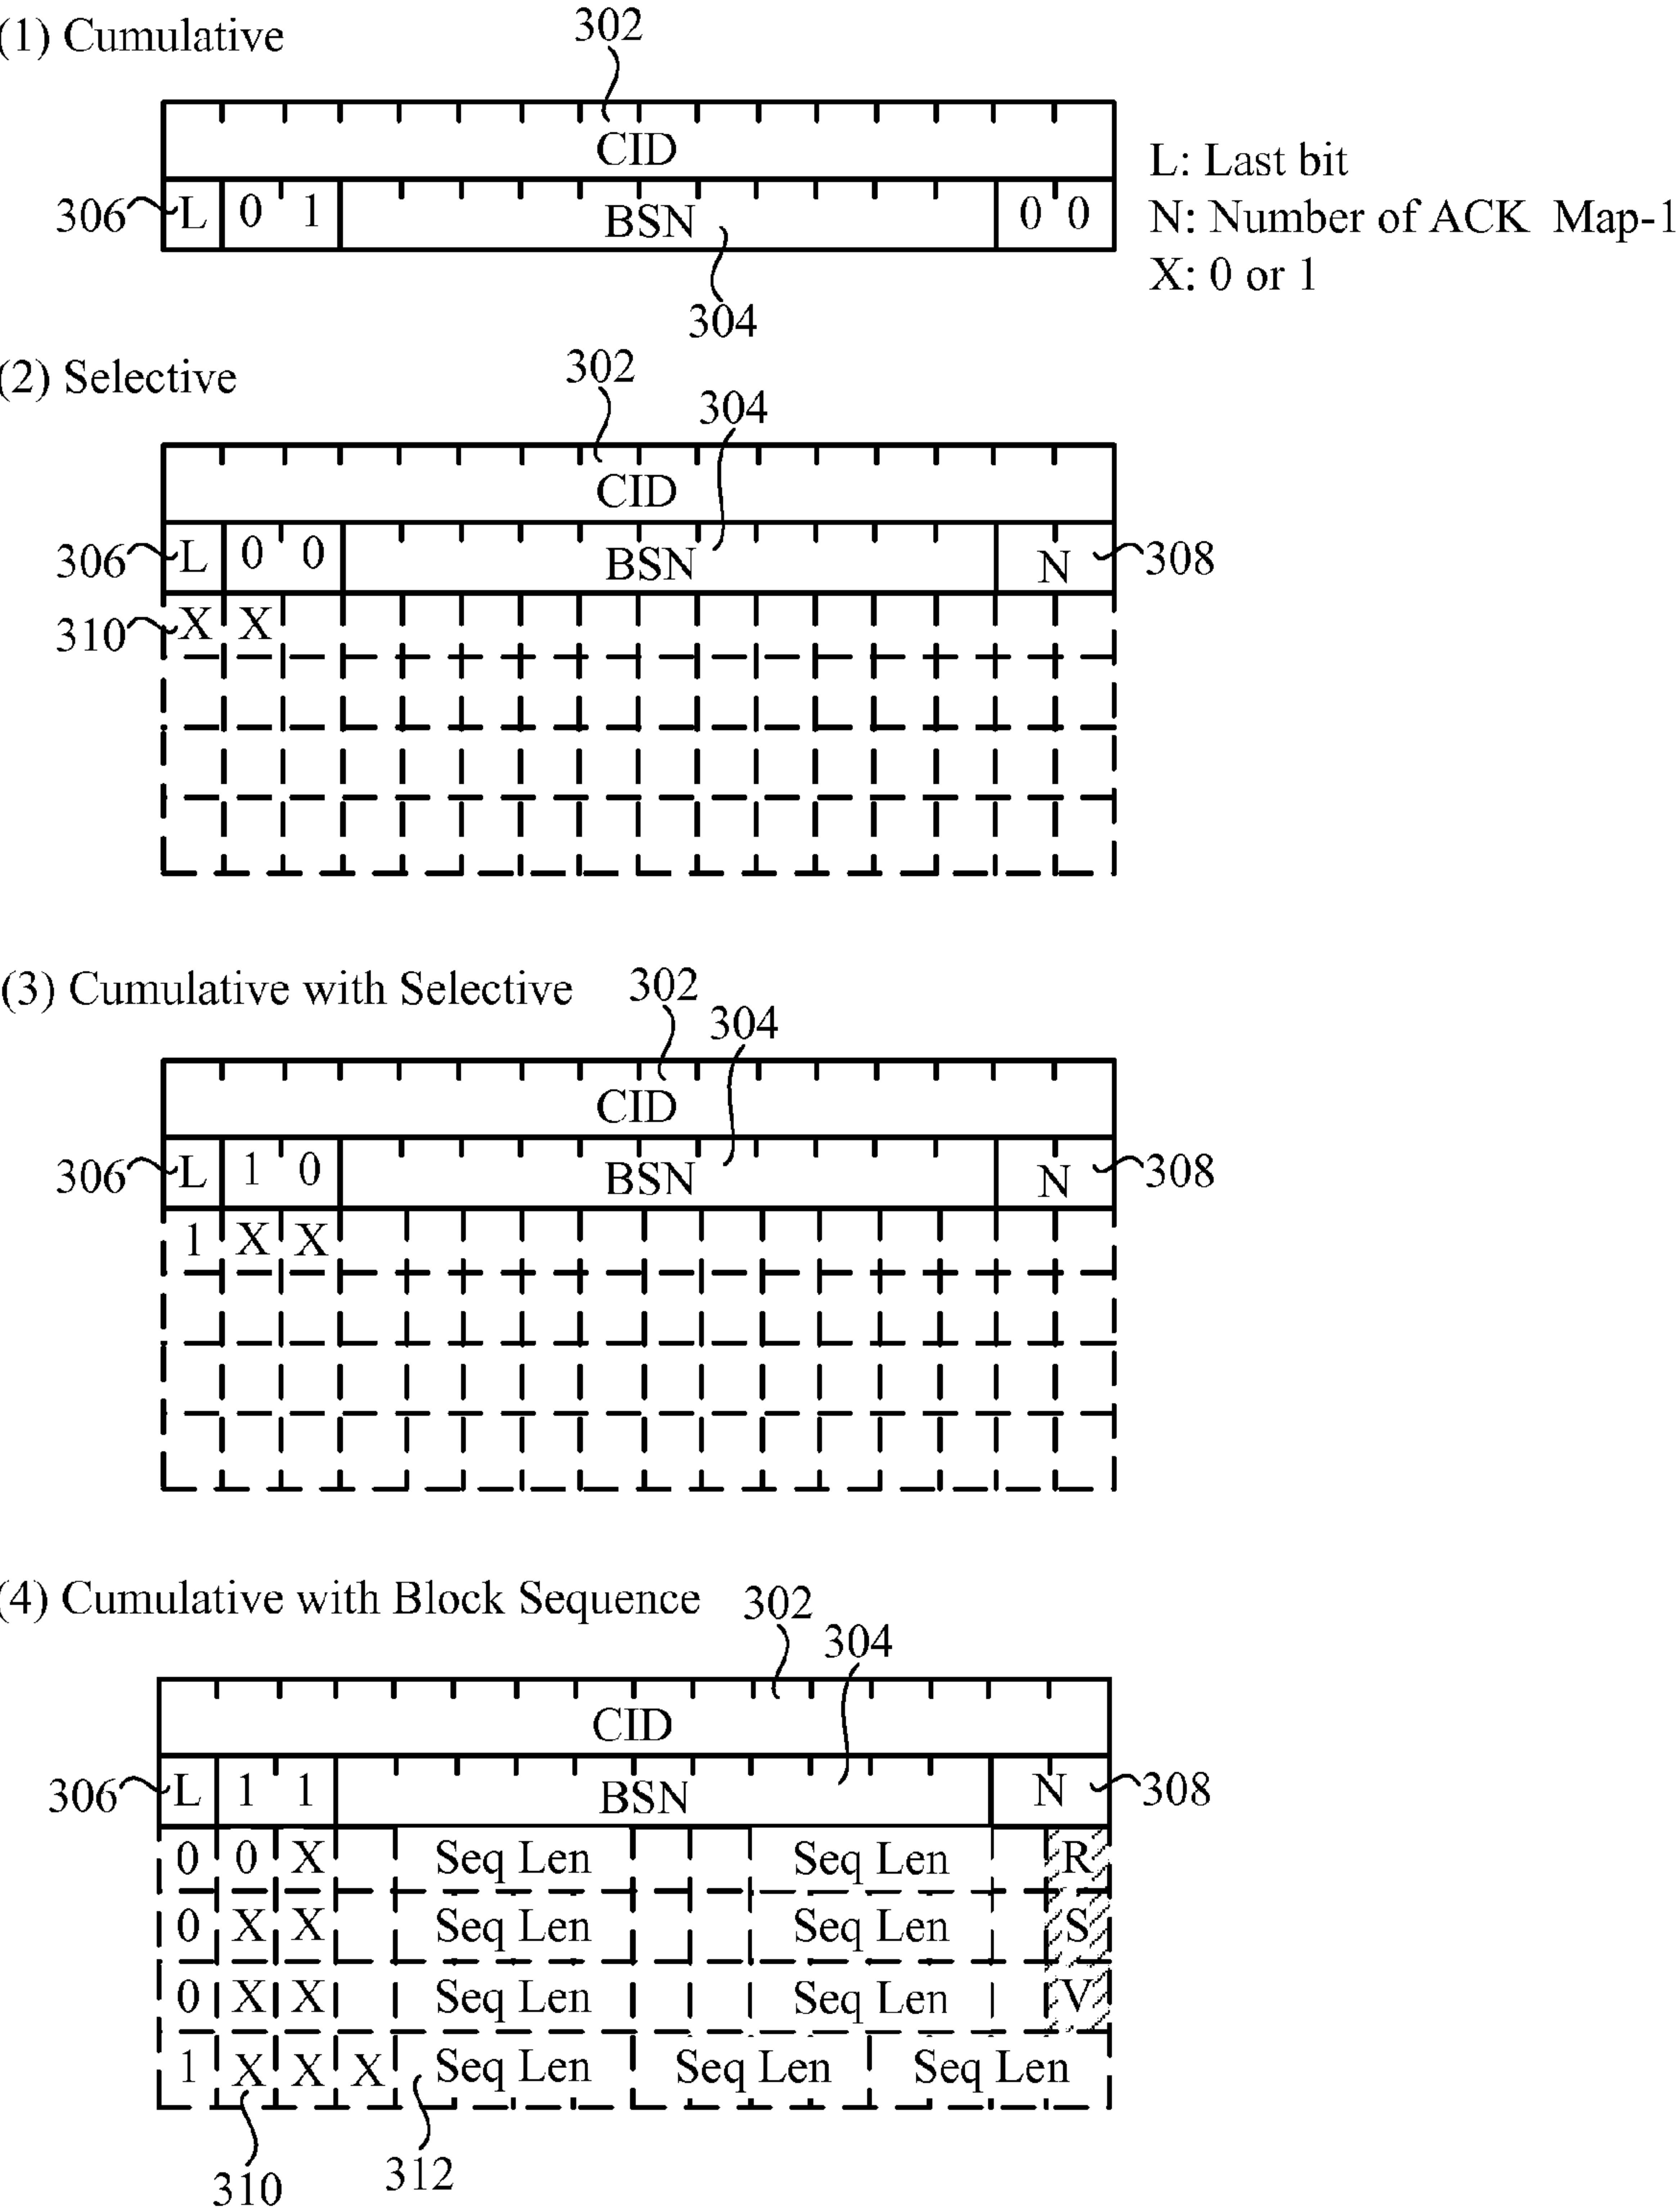 (1) Cumulative
302
CID
306 L 0 1 BSN 0 0
304
L: Last bit
N: Number of ACK Map-1
X: 0 or 1
(2) Selective
302
304
CID
306 L 0 0 BSN N 308
310 X X
(3) Cumulative with Selective
302
304
CID
306 L 1 0 BSN N 308
1 X X
(4) Cumulative with Block Sequence
302
304
CID
306 L 1 1 BSN N 308
0 0 X Seq Len Seq Len R
0 X X Seq Len Seq Len S
0 X X Seq Len Seq Len V
1 X X X Seq Len Seq Len Seq Len
310
312